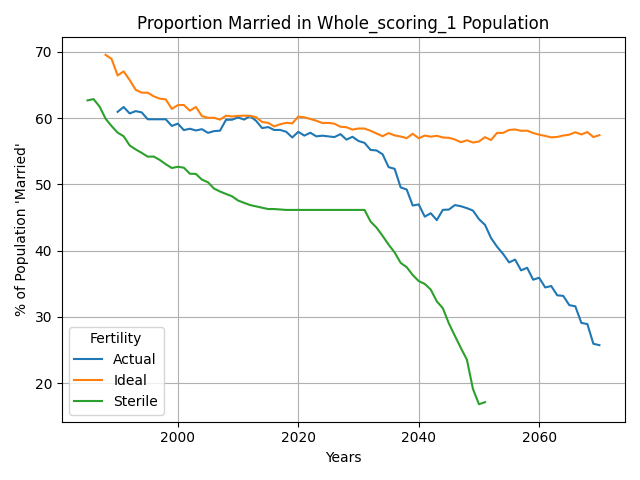 Proportion Married in Whole_scoring_1 Population
% of Population 'Married'
70
60
50
40
30
20
Fertility
Actual
Ideal
Sterile
2000 2020 2040 2060
Years